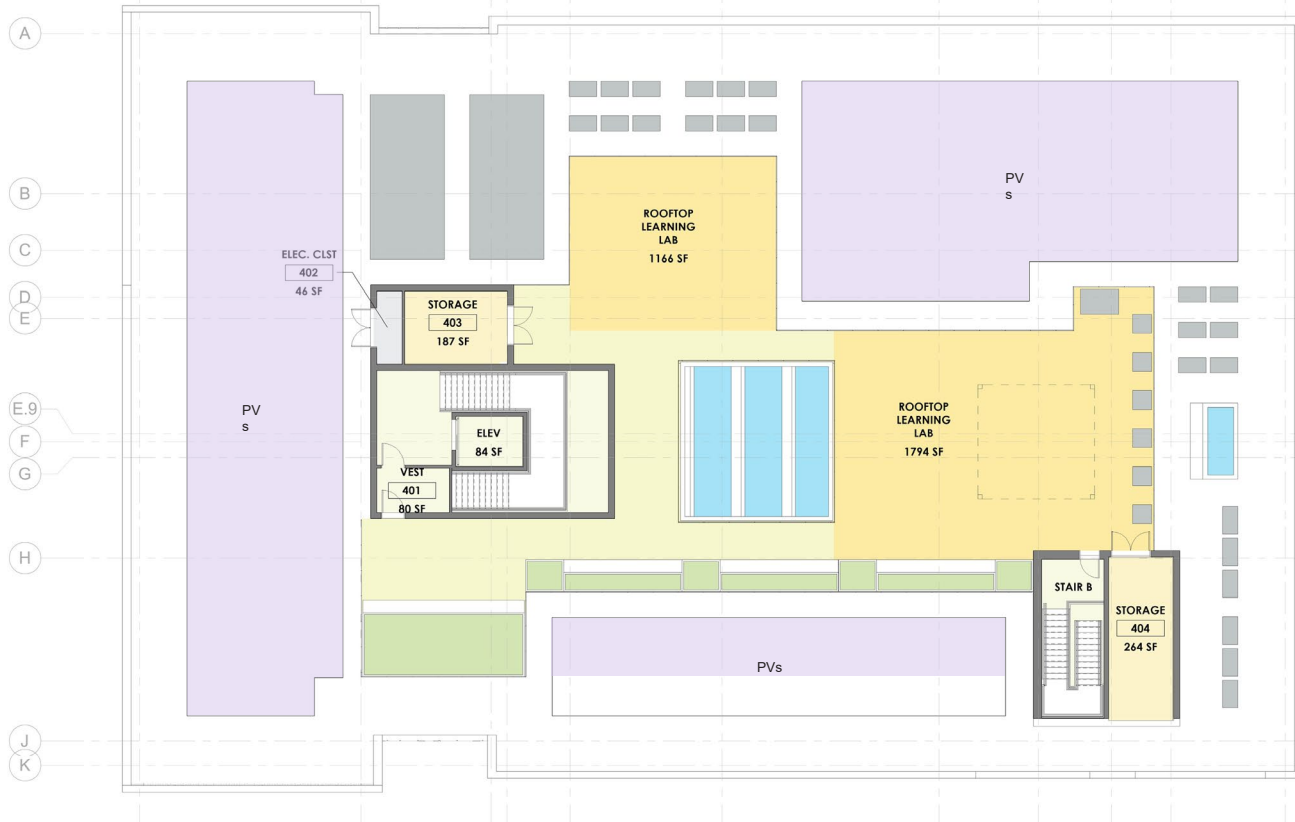 A
B
C
D
E
E.9
F
G
H
J
K
PV
s
ROOFTOP
LEARNING
LAB
1166 SF
ELEC. CLST
402
46 SF
STORAGE
403
187 SF
PV
s
ELEV
84 SF
VEST
401
80 SF
ROOFTOP
LEARNING
LAB
1794 SF
STAIR B
STORAGE
404
264 SF
PVs